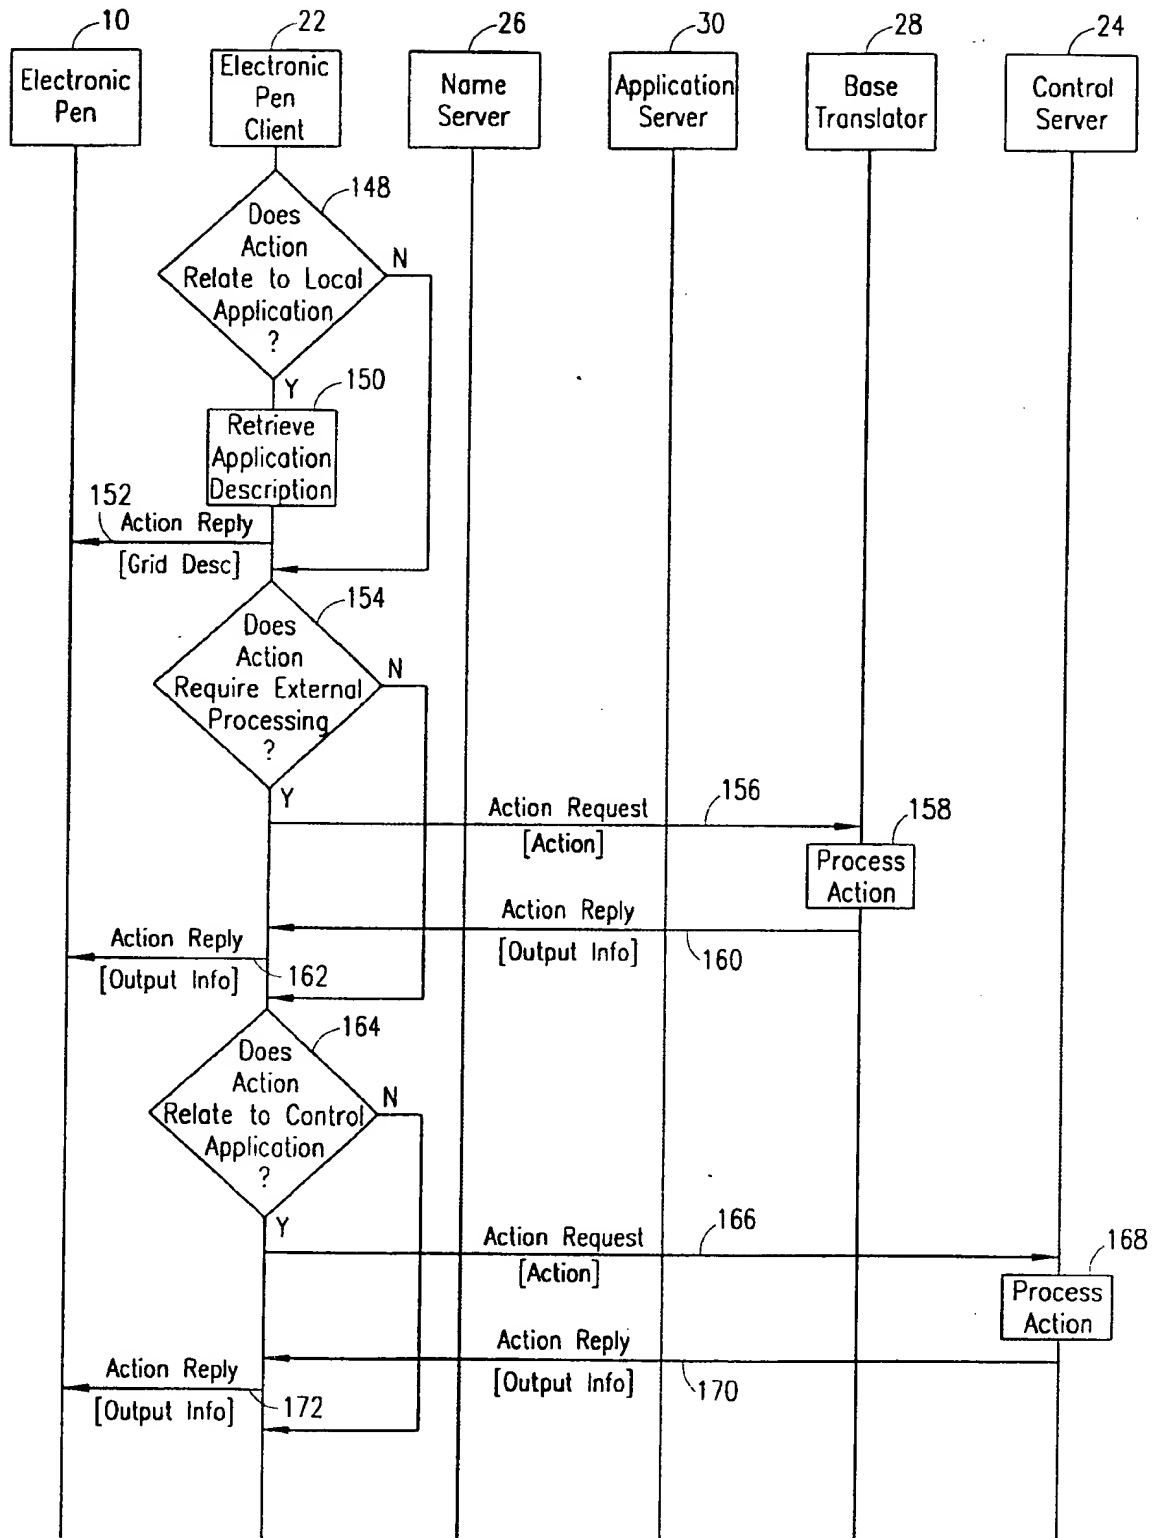 10
22
26
30
28
24
Electronic
Pen
Electronic
Pen
Client
Name
Server
Application
Server
Base
Translator
Control
Server
148
Does
Action
Relate to Local
Application
?
N
Y
150
Retrieve
Application
Description
152
Action Reply
[Grid Desc]
154
Does
Action
Require External
Processing
?
N
Y
Action Request
156
[Action]
158
Process
Action
Action Reply
[Output Info]
160
Action Reply
[Output Info]
162
164
Does
Action
Relate to Control
Application
?
N
Y
Action Request
166
[Action]
168
Process
Action
Action Reply
[Output Info]
170
Action Reply
[Output Info]
172